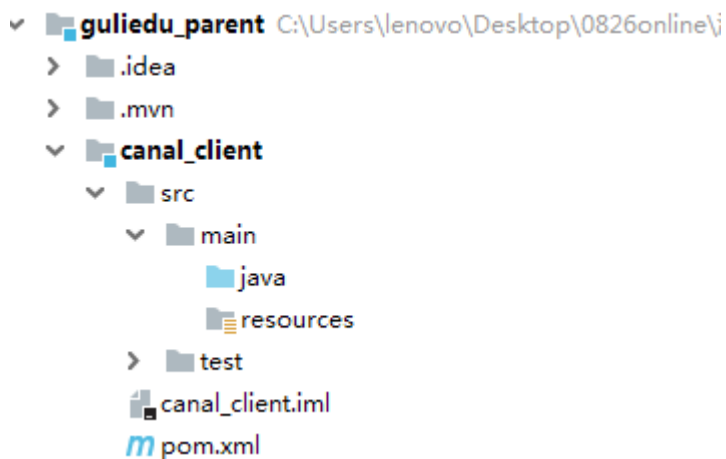 guliedu_parent C:\Users\lenovo\Desktop\0826online\
.idea
.mvn
canal_client
src
main
java
resources
test
canal_client.iml
pom.xml